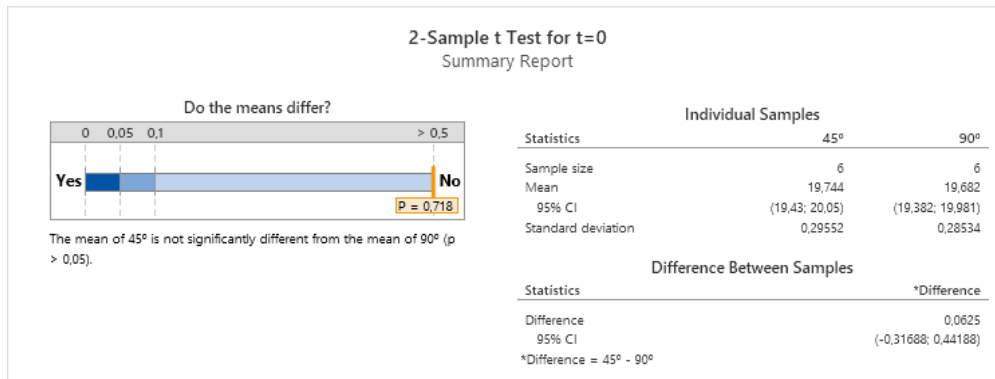 2-Sample t Test for t=0
Summary Report
Do the means differ?
0 0,05 0,1 > 0,5
Yes No
P = 0,718
The mean of 45º is not significantly different from the mean of 90º (p
> 0,05).
Individual Samples
Statistics 45º 90º
Sample size 6 6
Mean 19,744 19,682
95% CI (19,43; 20,05) (19,382; 19,981)
Standard deviation 0,29552 0,28534
Difference Between Samples
Statistics *Difference
Difference 0,0625
95% CI (-0,31688; 0,44188)
*Difference = 45º - 90º